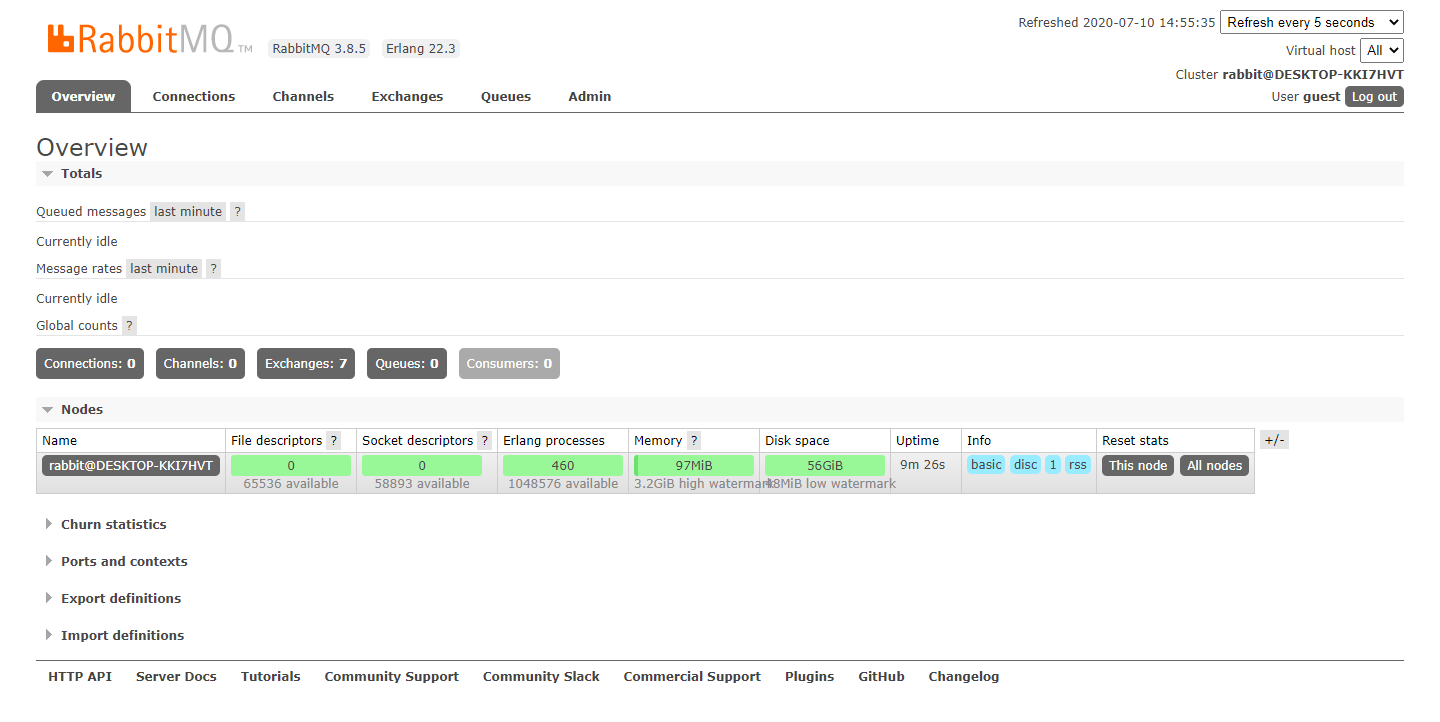 RabbitMQ TM RabbitMQ 3.8.5 Erlang 22.3
Refreshed 2020-07-10 14:55:35 Refresh every 5 seconds
Virtual host All
Cluster rabbit@DESKTOP-KKI7HVT
User guest Log out
Overview Connections Channels Exchanges Queues Admin
Overview
Totals
Queued messages last minute ?
Currently idle
Message rates last minute ?
Currently idle
Global counts ?
Connections: 0 Channels: 0 Exchanges: 7 Queues: 0 Consumers: 0
Nodes
Name File descriptors ? Socket descriptors ? Erlang processes Memory ? Disk space Uptime Info Reset stats +/-
rabbit@DESKTOP-KKI7HVT 0 0 460 97MiB 56GiB 9m 26s basic disc 1 rss This node All nodes
65536 available 58893 available 1048576 available 3.2GiB high watermark 48MiB low watermark
Churn statistics
Ports and contexts
Export definitions
Import definitions
HTTP API Server Docs Tutorials Community Support Community Slack Commercial Support Plugins GitHub Changelog